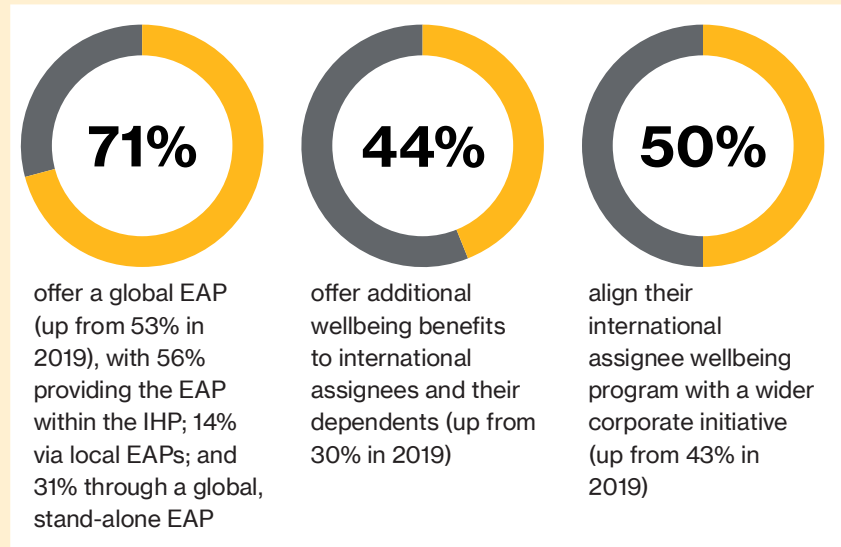 71%
offer a global EAP
(up from 53% in
2019), with 56%
providing the EAP
within the IHP; 14%
via local EAPs; and
31% through a global,
stand-alone EAP
44%
offer additional
wellbeing benefits
to international
assignees and their
dependents (up from
30% in 2019)
50%
align their
international
assignee wellbeing
program with a wider
corporate initiative
(up from 43% in
2019)